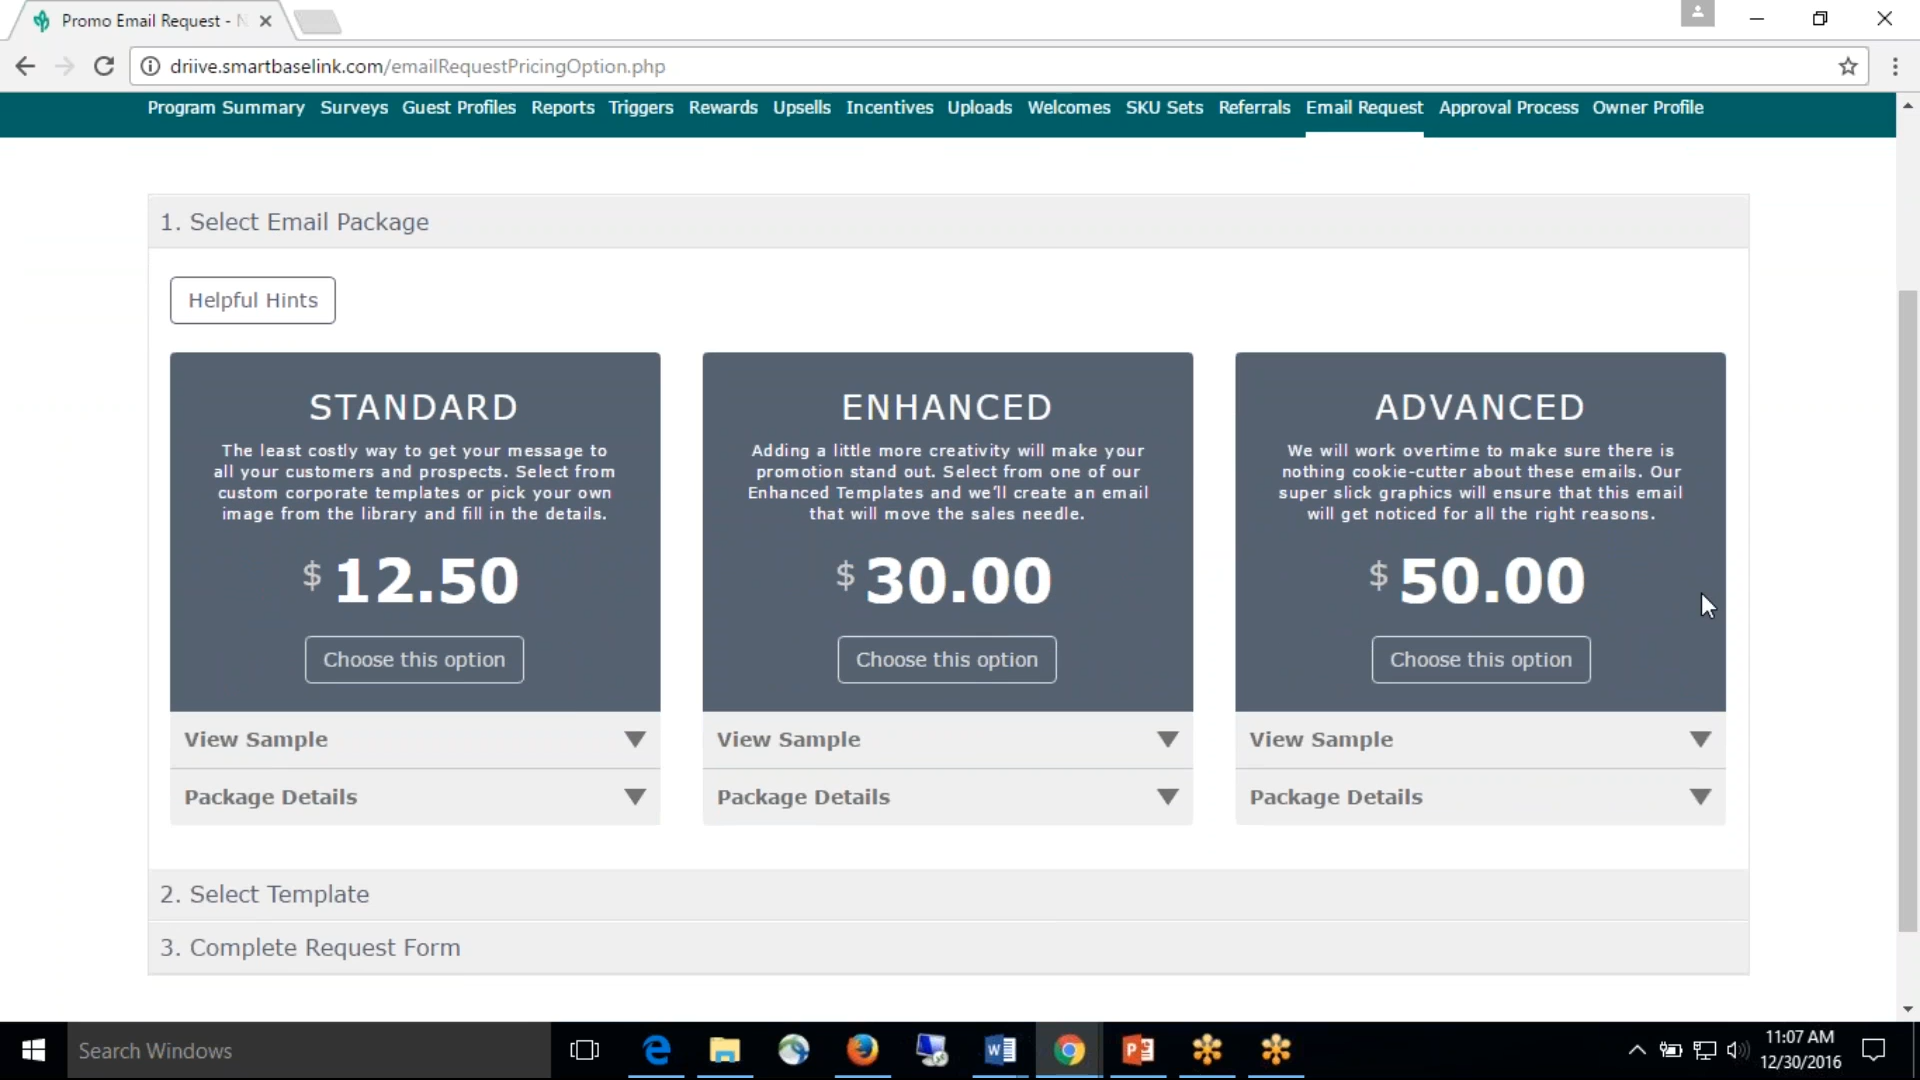 Promo Email Request - N
driive.smartbaselink.com/emailRequestPricingOption.php
Program Summary Surveys Guest Profiles Reports Triggers Rewards Upsells Incentives Uploads Welcomes SKU Sets Referrals Email Request Approval Process Owner Profile
1. Select Email Package
Helpful Hints
STANDARD
The least costly way to get your message to
all your customers and prospects. Select from
custom corporate templates or pick your own
image from the library and fill in the details.
$ 12.50
Choose this option
View Sample
Package Details
ENHANCED
Adding a little more creativity will make your
promotion stand out. Select from one of our
Enhanced Templates and we'll create an email
that will move the sales needle.
$ 30.00
Choose this option
View Sample
Package Details
ADVANCED
We will work overtime to make sure there is
nothing cookie-cutter about these emails. Our
super slick graphics will ensure that this email
will get noticed for all the right reasons.
$ 50.00
Choose this option
View Sample
Package Details
2. Select Template
3. Complete Request Form
Search Windows
11:07 AM
12/30/2016